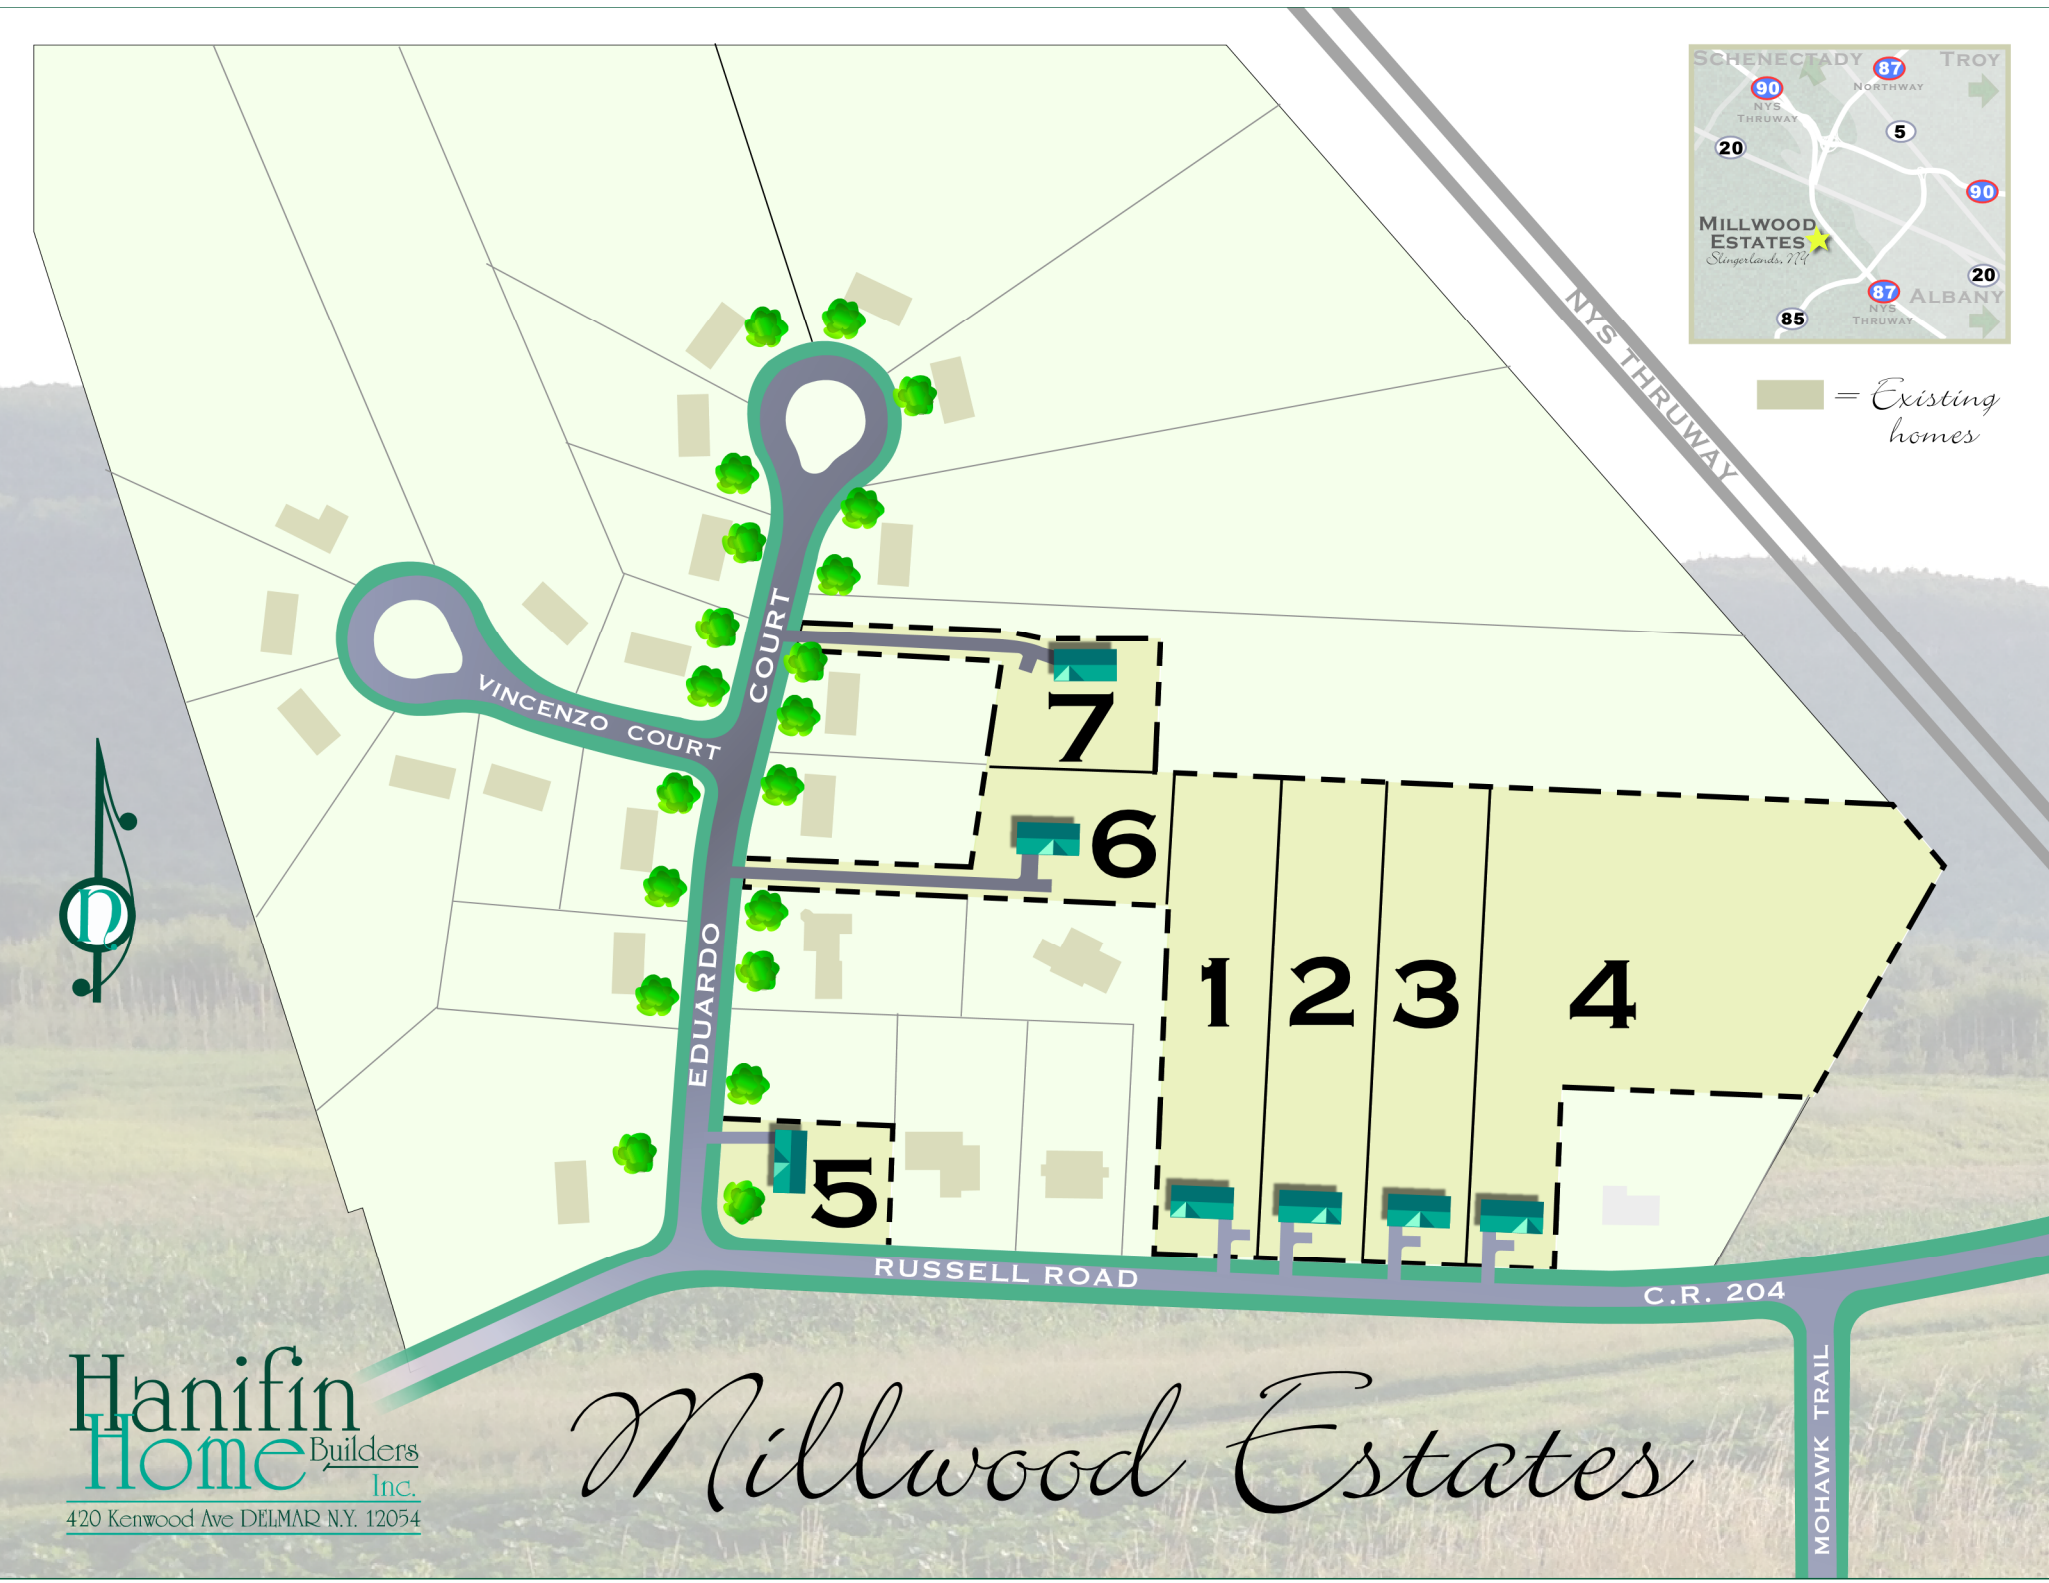 SCHENECTADY
TROY
87
NORTHWAY
90
NYS
THRUWAY
5
20
90
MILLWOOD
ESTATES
Slingerlands, NY
20
87
ALBANY
NYS
THRUWAY
85
= Existing
homes
NYS THRUWAY
VINCENZO COURT
EDUARDO COURT
7
6
1
2
3
4
5
n
RUSSELL ROAD
C.R. 204
MOHAWK TRAIL
Hanifin
Home Builders
Inc.
420 Kenwood Ave DELMAR N.Y. 12054
Millwood Estates